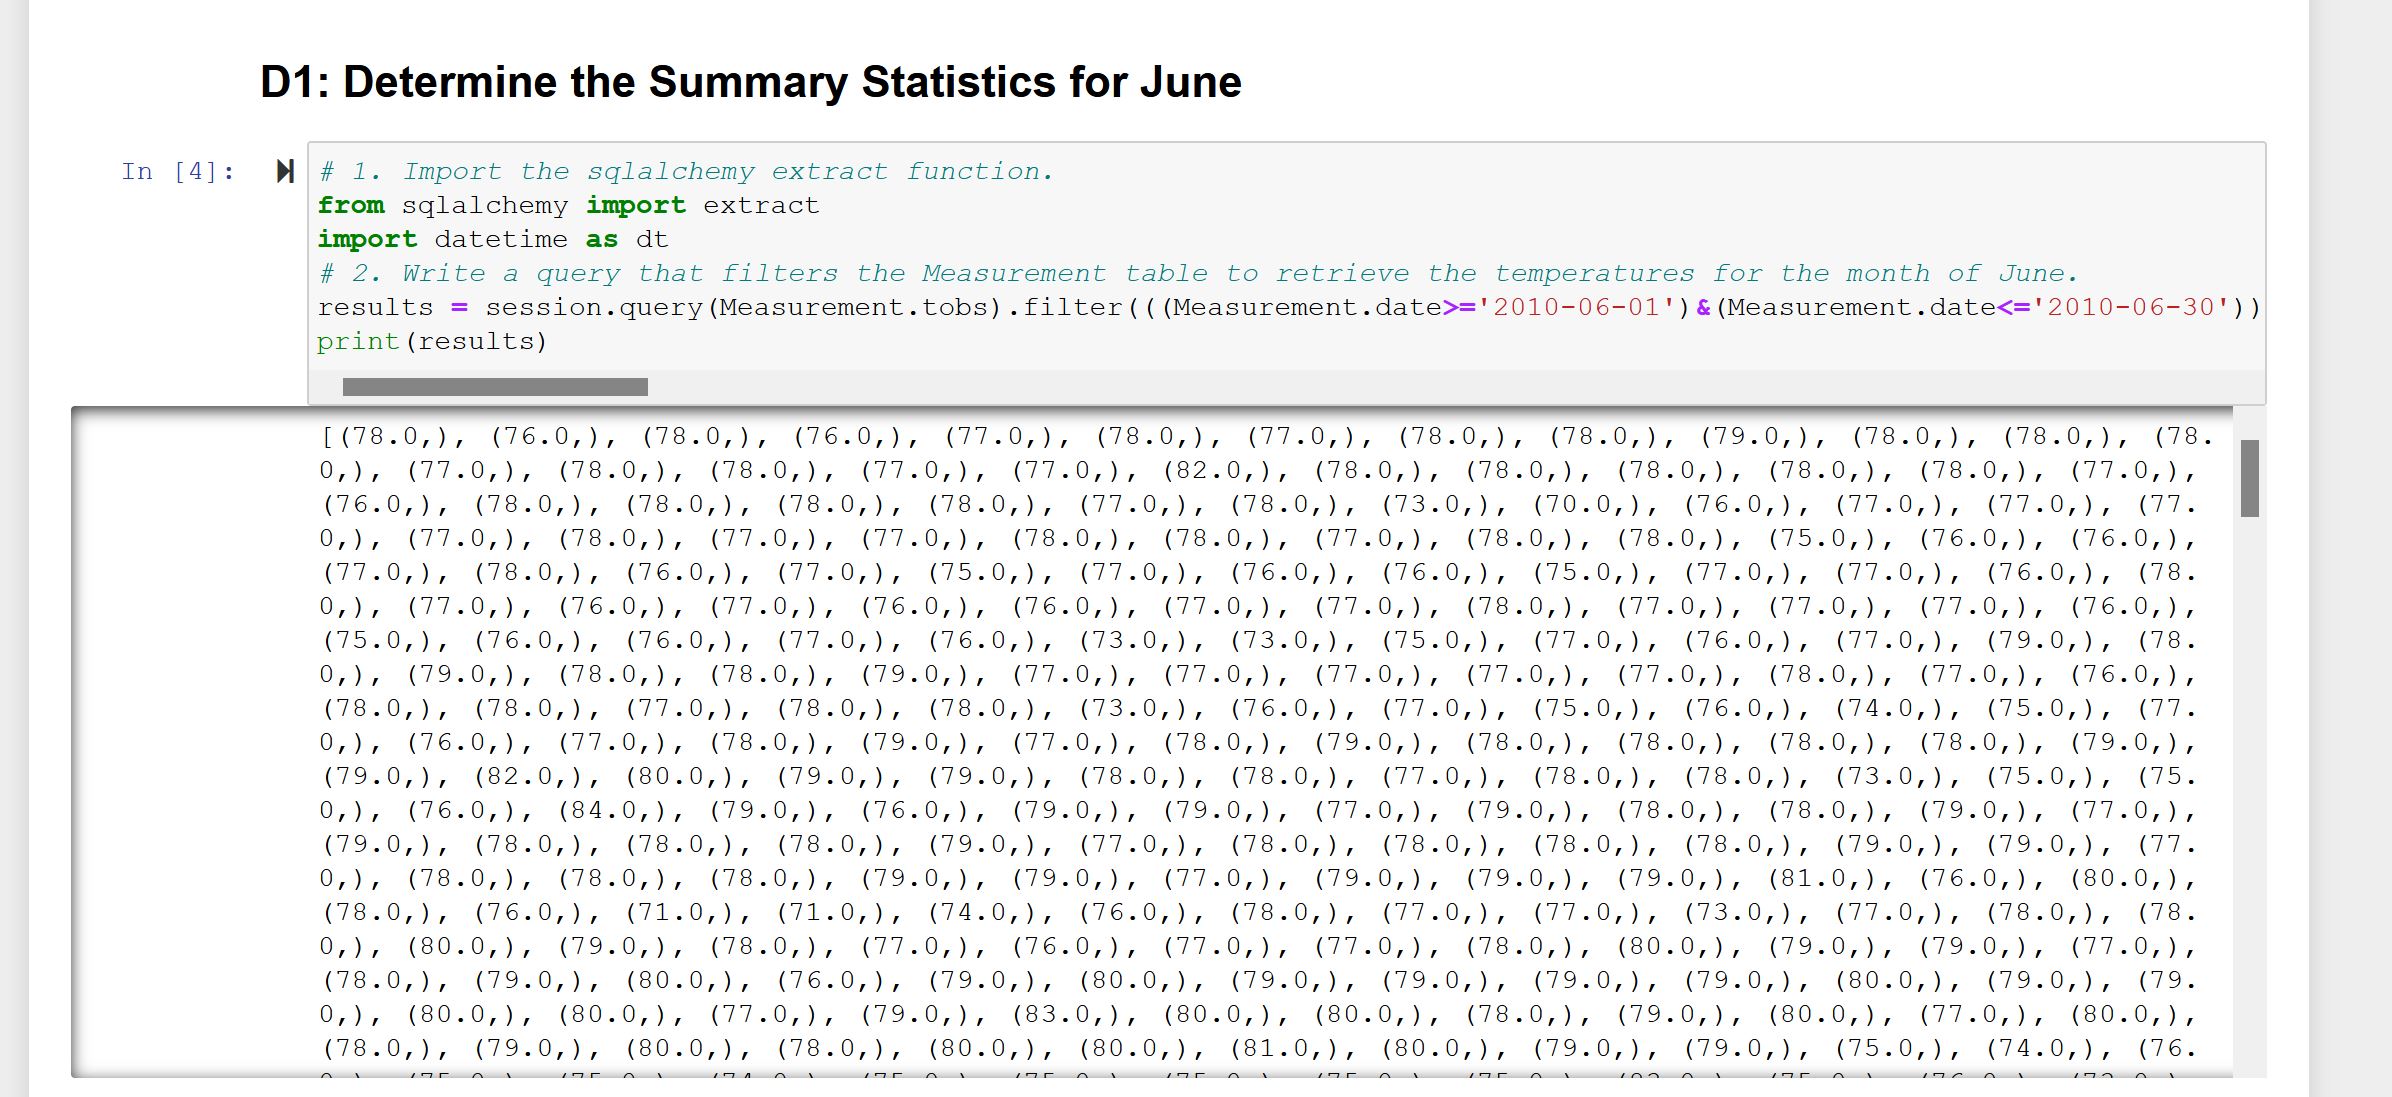 D1: Determine the Summary Statistics for June
In [4]:
# 1. Import the sqlalchemy extract function.
from sqlalchemy import extract
import datetime as dt
# 2. Write a query that filters the Measurement table to retrieve the temperatures for the month of June.
results = session.query(Measurement.tobs).filter(((Measurement.date>='2010-06-01')&(Measurement.date<='2010-06-30'))
print(results)
[(78.0,), (76.0,), (78.0,), (76.0,), (77.0,), (78.0,), (77.0,), (78.0,), (78.0,), (79.0,), (78.0,), (78.0,), (78.
0,), (77.0,), (78.0,), (78.0,), (77.0,), (77.0,), (82.0,), (78.0,), (78.0,), (78.0,), (78.0,), (78.0,), (77.0,),
(76.0,), (78.0,), (78.0,), (78.0,), (78.0,), (77.0,), (78.0,), (73.0,), (70.0,), (76.0,), (77.0,), (77.0,), (77.
0,), (77.0,), (78.0,), (77.0,), (77.0,), (78.0,), (78.0,), (77.0,), (78.0,), (78.0,), (75.0,), (76.0,), (76.0,),
(77.0,), (78.0,), (76.0,), (77.0,), (75.0,), (77.0,), (76.0,), (76.0,), (75.0,), (77.0,), (77.0,), (76.0,), (78.
0,), (77.0,), (76.0,), (77.0,), (76.0,), (76.0,), (77.0,), (77.0,), (78.0,), (77.0,), (77.0,), (77.0,), (76.0,),
(75.0,), (76.0,), (76.0,), (77.0,), (76.0,), (73.0,), (73.0,), (75.0,), (77.0,), (76.0,), (77.0,), (79.0,), (78.
0,), (79.0,), (78.0,), (78.0,), (79.0,), (77.0,), (77.0,), (77.0,), (77.0,), (77.0,), (78.0,), (77.0,), (76.0,),
(78.0,), (78.0,), (77.0,), (78.0,), (78.0,), (73.0,), (76.0,), (77.0,), (75.0,), (76.0,), (74.0,), (75.0,), (77.
0,), (76.0,), (77.0,), (78.0,), (79.0,), (77.0,), (78.0,), (79.0,), (78.0,), (78.0,), (78.0,), (78.0,), (79.0,),
(79.0,), (82.0,), (80.0,), (79.0,), (79.0,), (78.0,), (78.0,), (77.0,), (78.0,), (78.0,), (73.0,), (75.0,), (75.
0,), (76.0,), (84.0,), (79.0,), (76.0,), (79.0,), (79.0,), (77.0,), (79.0,), (78.0,), (78.0,), (79.0,), (77.0,),
(79.0,), (78.0,), (78.0,), (78.0,), (79.0,), (77.0,), (78.0,), (78.0,), (78.0,), (78.0,), (79.0,), (79.0,), (77.
0,), (78.0,), (78.0,), (78.0,), (79.0,), (79.0,), (77.0,), (79.0,), (79.0,), (79.0,), (81.0,), (76.0,), (80.0,),
(78.0,), (76.0,), (71.0,), (71.0,), (74.0,), (76.0,), (78.0,), (77.0,), (77.0,), (73.0,), (77.0,), (78.0,), (78.
0,), (80.0,), (79.0,), (78.0,), (77.0,), (76.0,), (77.0,), (77.0,), (78.0,), (80.0,), (79.0,), (79.0,), (77.0,),
(78.0,), (79.0,), (80.0,), (76.0,), (79.0,), (80.0,), (79.0,), (79.0,), (79.0,), (79.0,), (80.0,), (79.0,), (79.
0,), (80.0,), (80.0,), (77.0,), (79.0,), (83.0,), (80.0,), (80.0,), (78.0,), (79.0,), (80.0,), (77.0,), (80.0,),
(78.0,), (79.0,), (80.0,), (78.0,), (80.0,), (80.0,), (81.0,), (80.0,), (79.0,), (79.0,), (75.0,), (74.0,), (76.